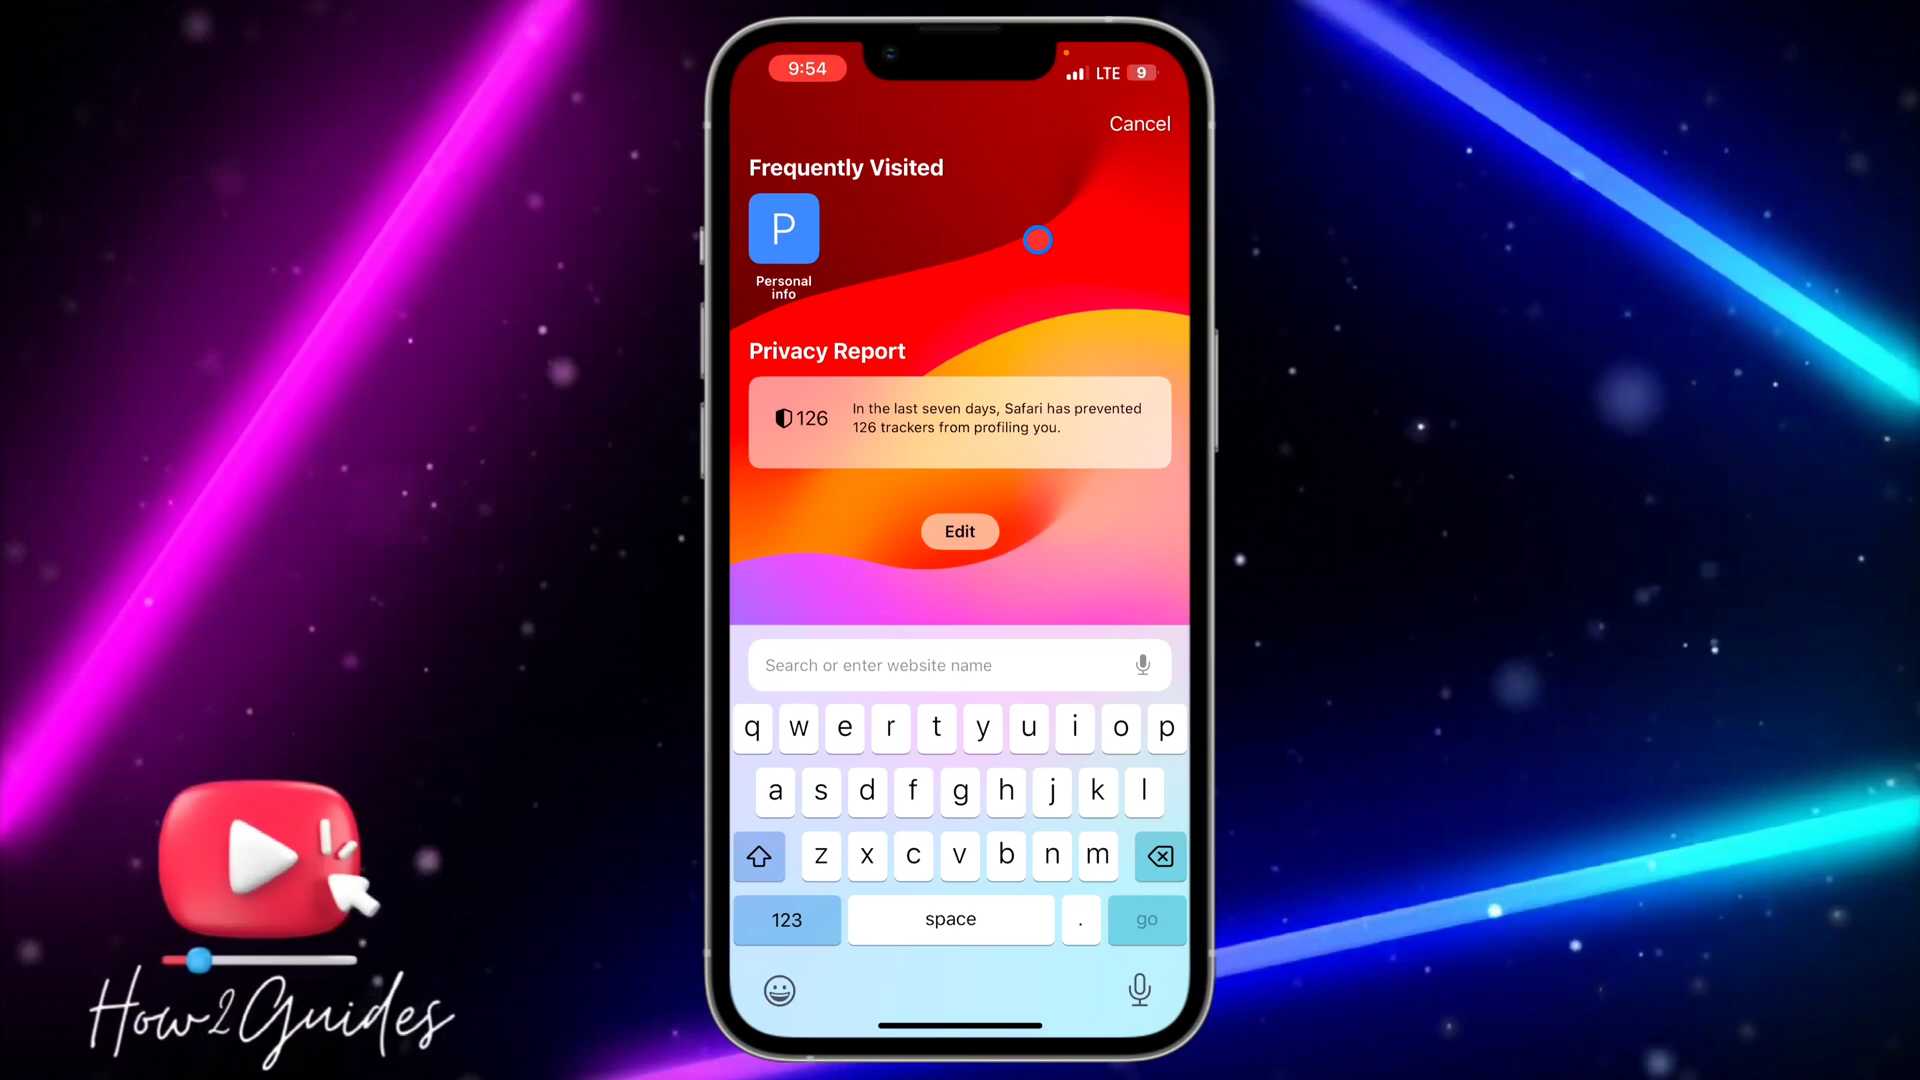 9:54
LTE 9
Cancel
Frequently Visited
P
Personal
info
Privacy Report
126
In the last seven days, Safari has prevented
126 trackers from profiling you.
Edit
Search or enter website name
q w e r t y u i o p
a s d f g h j k l
z x c v b n m
123 space . go
How2Guides